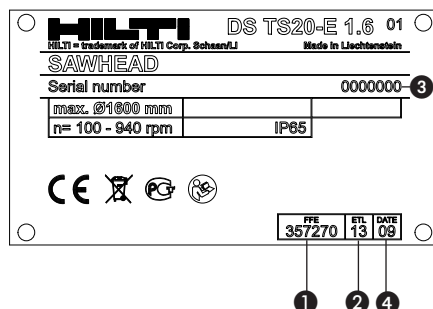 HILTI DS TS20-E 1.6 01
HILTI = trademark of HILTI Corp. Schaan/LI Made in Liechtenstein
SAWHEAD
Serial number 0000000 3
max. Ø1600 mm
n= 100 - 940 rpm IP65
CE PG
FFE ETL DATE
357270 13 09
1 2 4